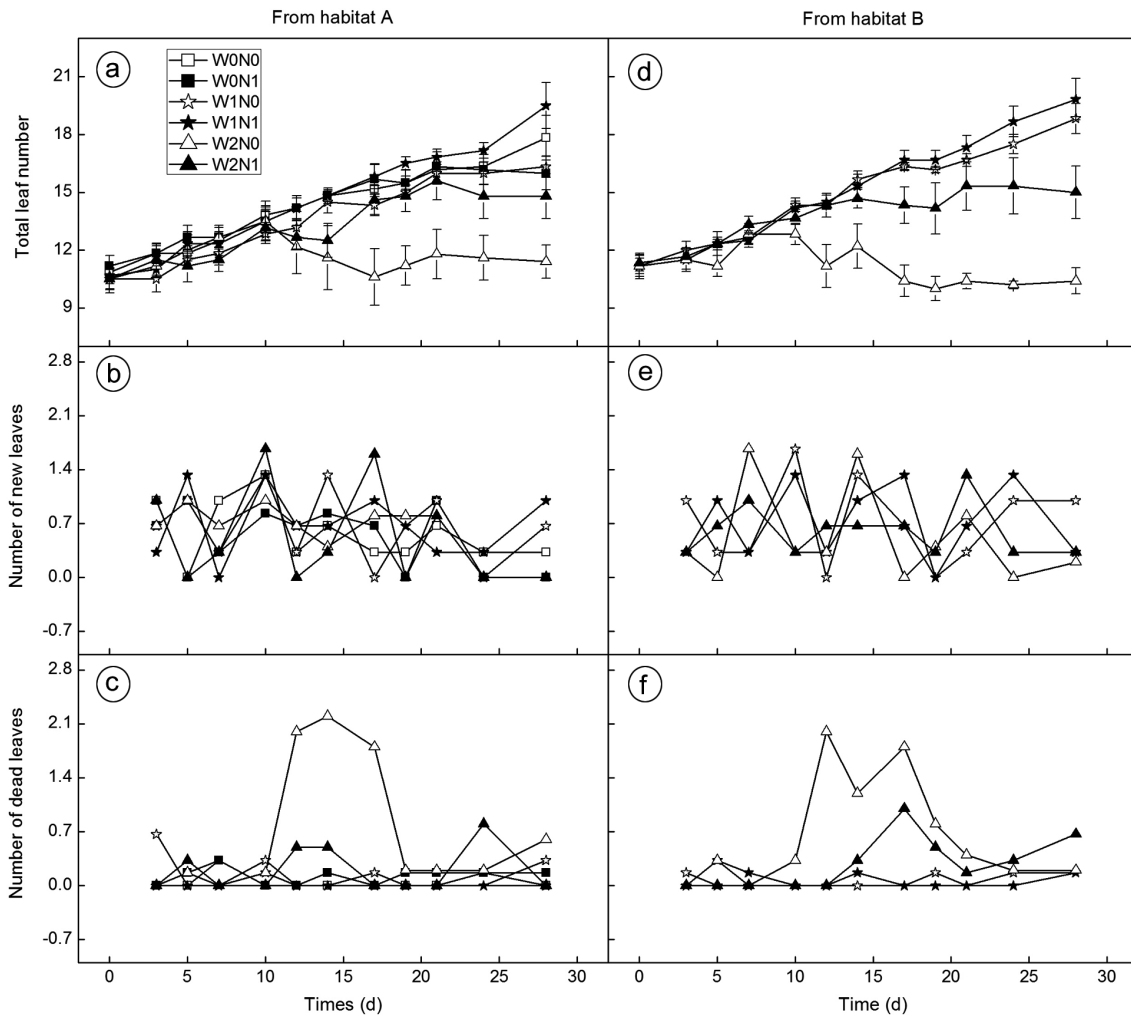 From habitat A
From habitat B
a
W0N0
W0N1
W1N0
W1N1
W2N0
W2N1
d
21
18
15
12
9
Total leaf number
b
e
2.8
2.1
1.4
0.7
0.0
-0.7
Number of new leaves
c
f
2.8
2.1
1.4
0.7
0.0
-0.7
Number of dead leaves
0 5 10 15 20 25 30
0 5 10 15 20 25 30
Times (d)
Time (d)